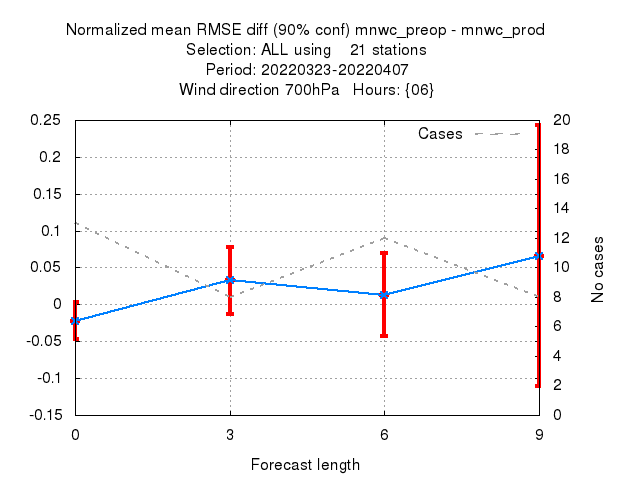 Normalized mean RMSE diff (90% conf) mnwc_preop - mnwc_prod
Selection: ALL using 21 stations
Period: 20220323-20220407
Wind direction 700hPa Hours: {06}
Cases
0.25
0.2
0.15
0.1
0.05
0
-0.05
-0.1
-0.15
20
18
16
14
12
10
8
6
4
2
0
No cases
0 3 6 9
Forecast length